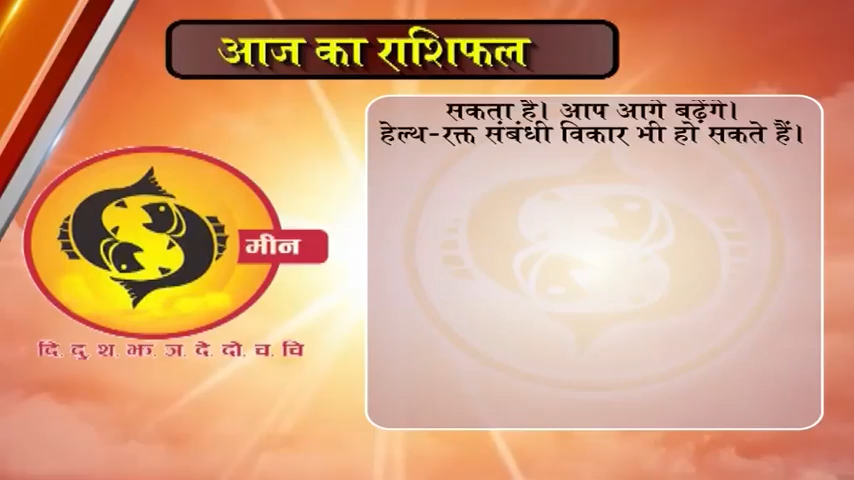 आज का राशिफल
सकता है। आप आगे बढ़ेंगे।
हेल्थ-रक्त संबंधी विकार भी हो सकते हैं।
मीन
दि. दु. श. झ. ञ. दे. दो. च. चि